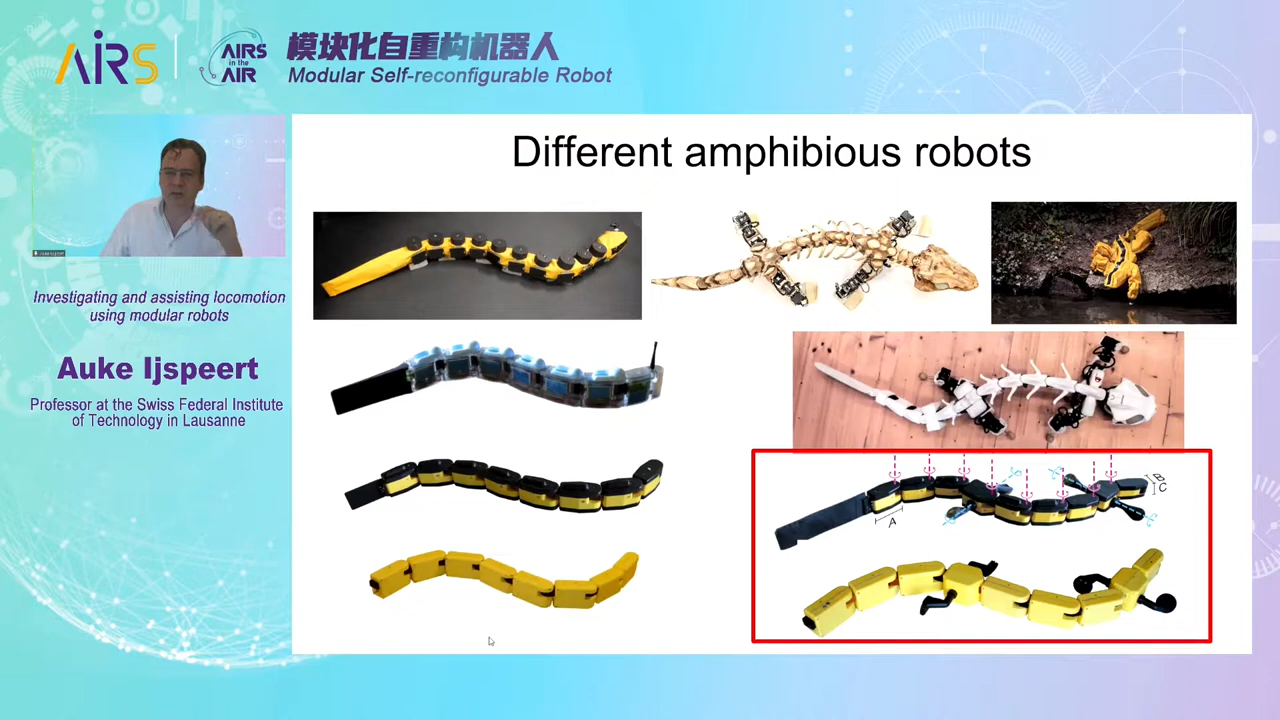 AIRS
AIRS
in the
AIR
模块化自重构机器人
Modular Self-reconfigurable Robot
Different amphibious robots
Investigating and assisting locomotion
using modular robots
Auke Ijspeert
Professor at the Swiss Federal Institute
of Technology in Lausanne
A
B
C